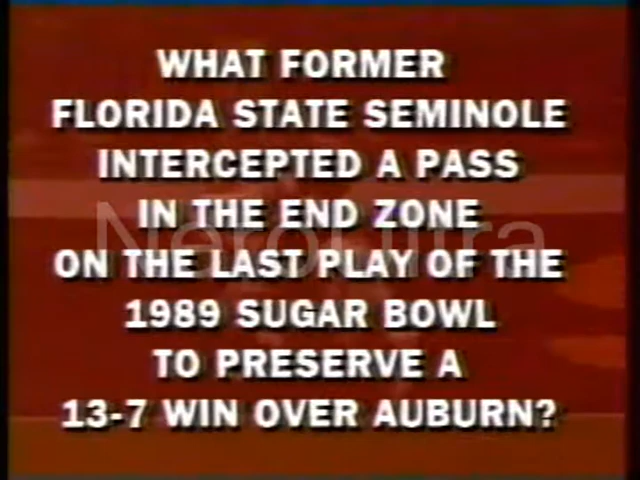 WHAT FORMER
FLORIDA STATE SEMINOLE
INTERCEPTED A PASS
IN THE END ZONE
ON THE LAST PLAY OF THE
1989 SUGAR BOWL
TO PRESERVE A
13-7 WIN OVER AUBURN?